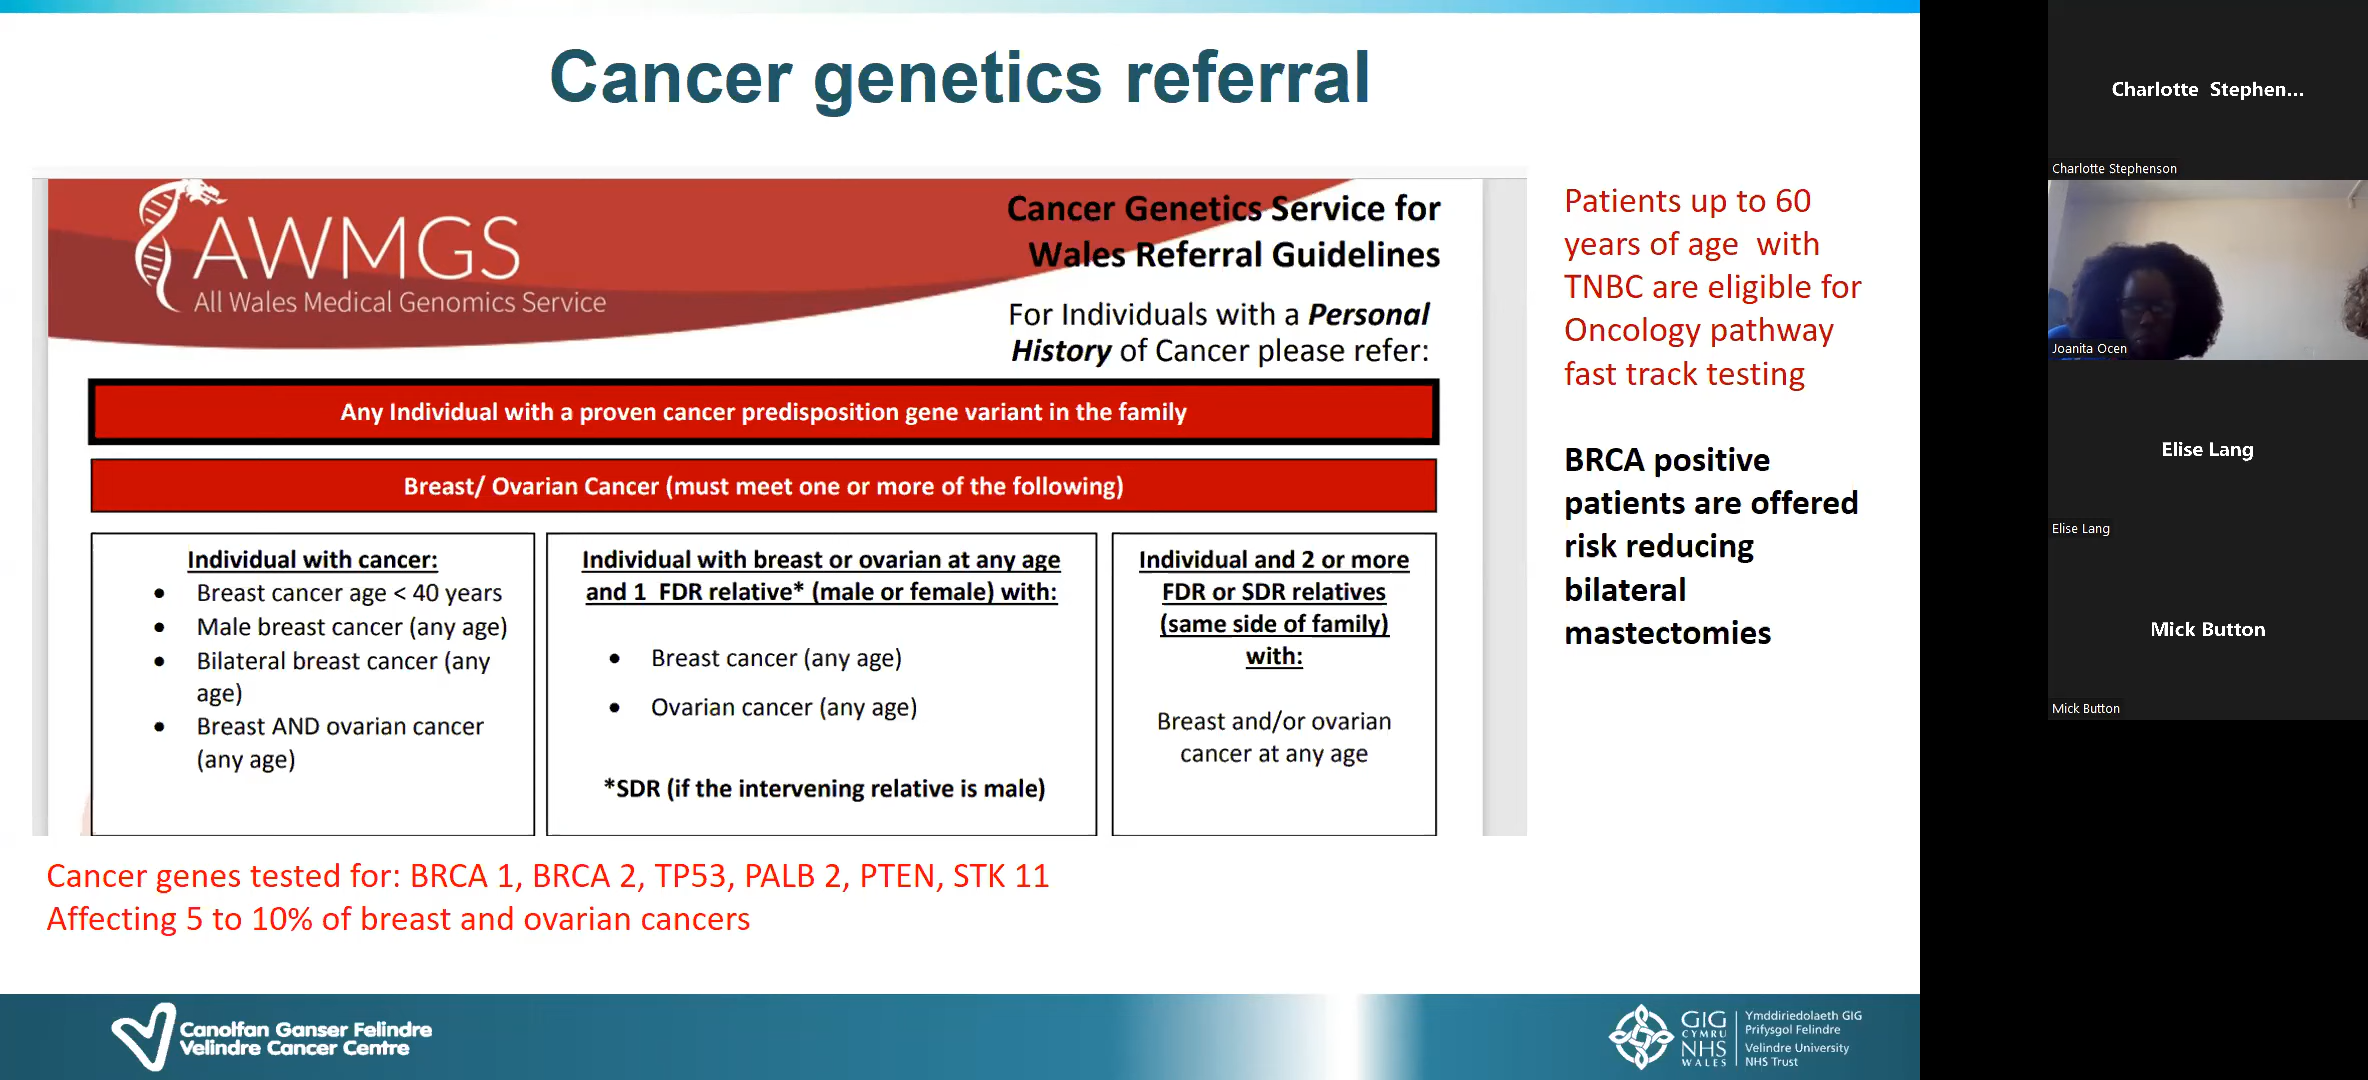 Cancer genetics referral
AWMGS
All Wales Medical Genomics Service
Cancer Genetics Service for
Wales Referral Guidelines
For Individuals with a Personal
History of Cancer please refer:
Any Individual with a proven cancer predisposition gene variant in the family
Breast/ Ovarian Cancer (must meet one or more of the following)
Individual with cancer:
• Breast cancer age < 40 years
• Male breast cancer (any age)
• Bilateral breast cancer (any
age)
• Breast AND ovarian cancer
(any age)
Individual with breast or ovarian at any age
and 1 FDR relative* (male or female) with:
• Breast cancer (any age)
• Ovarian cancer (any age)
*SDR (if the intervening relative is male)
Individual and 2 or more
FDR or SDR relatives
(same side of family)
with:
Breast and/or ovarian
cancer at any age
Patients up to 60
years of age with
TNBC are eligible for
Oncology pathway
fast track testing
BRCA positive
patients are offered
risk reducing
bilateral
mastectomies
Cancer genes tested for: BRCA 1, BRCA 2, TP53, PALB 2, PTEN, STK 11
Affecting 5 to 10% of breast and ovarian cancers
Canolfan Ganser Felindre
Velindre Cancer Centre
GIG
CYMRU
NHS
WALES
Ymddiriedolaeth GIG
Prifysgol Felindre
Velindre University
NHS Trust
Charlotte Stephen...
Charlotte Stephenson
Joanita Ocen
Elise Lang
Elise Lang
Mick Button
Mick Button